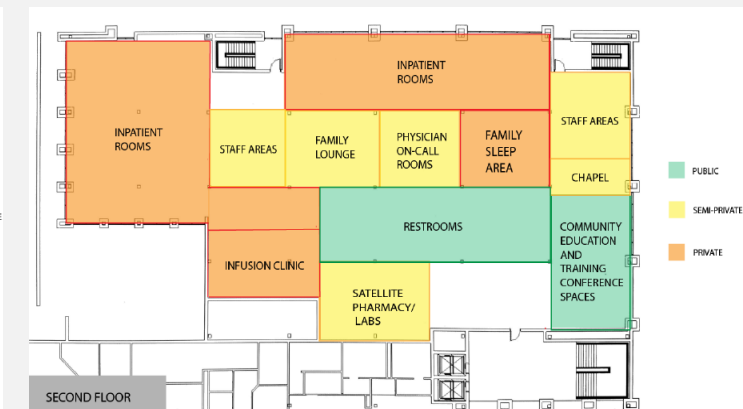 INPATIENT
ROOMS
INPATIENT
ROOMS
STAFF AREAS
FAMILY
LOUNGE
PHYSICIAN
ON-CALL
ROOMS
FAMILY
SLEEP
AREA
STAFF AREAS
CHAPEL
PUBLIC
SEMI-PRIVATE
PRIVATE
RESTROOMS
COMMUNITY
EDUCATION
AND
TRAINING
CONFERENCE
SPACES
INFUSION CLINIC
SATELLITE
PHARMACY/
LABS
SECOND FLOOR